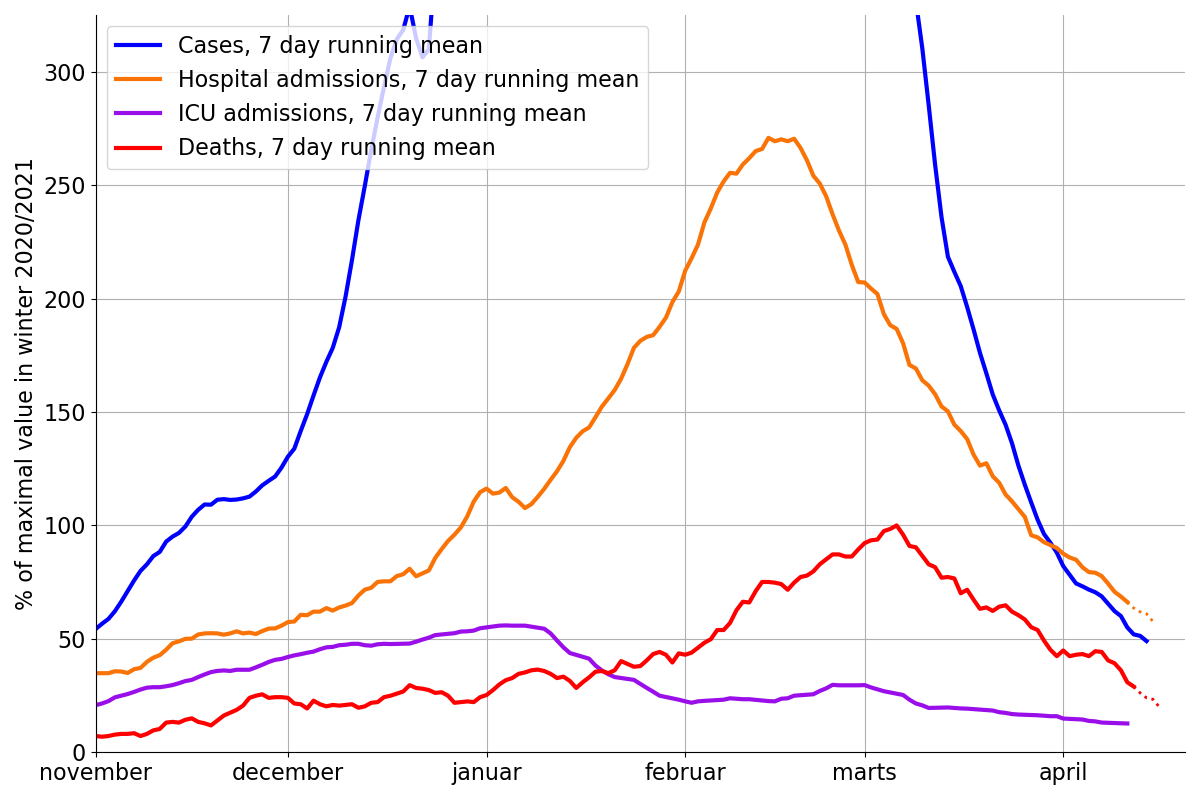 Cases, 7 day running mean
Hospital admissions, 7 day running mean
ICU admissions, 7 day running mean
Deaths, 7 day running mean
% of maximal value in winter 2020/2021
300
250
200
150
100
50
0
november december januar februar marts april